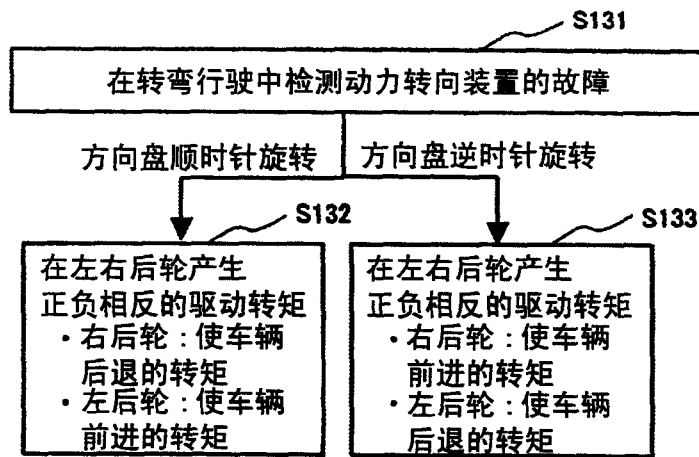 S131
在转弯行驶中检测动力转向装置的故障
方向盘顺时针旋转
方向盘逆时针旋转
S132
在左右后轮产生
正负相反的驱动转矩
・右后轮：使车辆
后退的转矩
・左后轮：使车辆
前进的转矩
S133
在左右后轮产生
正负相反的驱动转矩
・右后轮：使车辆
前进的转矩
・左后轮：使车辆
后退的转矩